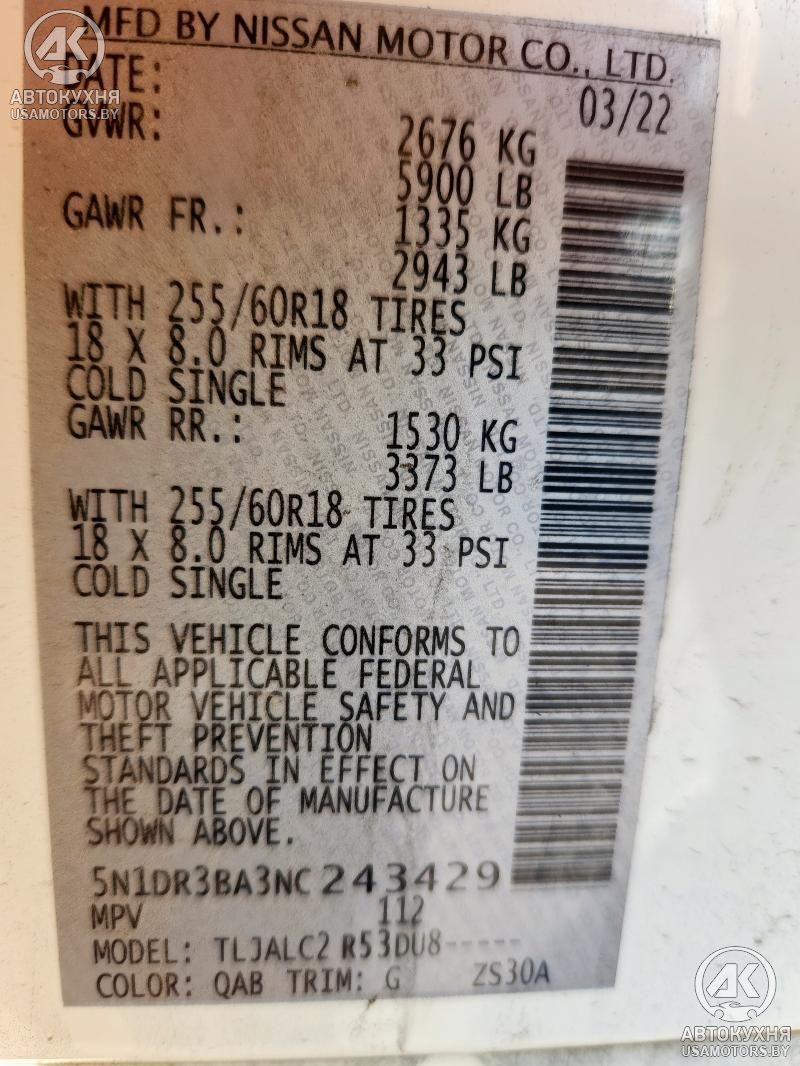 MFD BY NISSAN MOTOR CO., LTD.
DATE: 03/22
GVWR: 2676 KG
5900 LB
GAWR FR.: 1335 KG
2943 LB
WITH 255/60R18 TIRES
18 X 8.0 RIMS AT 33 PSI
COLD SINGLE
GAWR RR.: 1530 KG
3373 LB
WITH 255/60R18 TIRES
18 X 8.0 RIMS AT 33 PSI
COLD SINGLE
THIS VEHICLE CONFORMS TO
ALL APPLICABLE FEDERAL
MOTOR VEHICLE SAFETY AND
THEFT PREVENTION
STANDARDS IN EFFECT ON
THE DATE OF MANUFACTURE
SHOWN ABOVE.
5N1DR3BA3NC243429
MPV 112
MODEL: TLJALC2 R53DU8-----
COLOR: QAB TRIM: G ZS30A
АК
АВТОКУХНЯ
USAMOTORS.BY
АК
АВТОКУХНЯ
USAMOTORS.BY